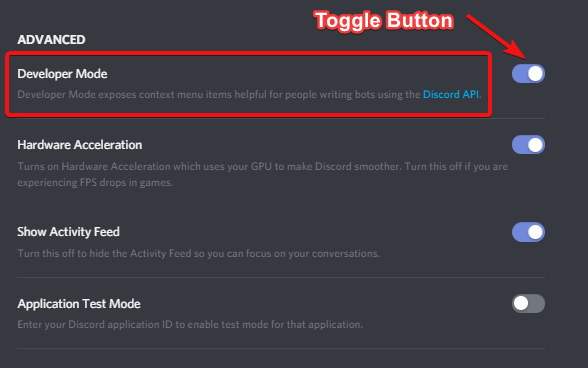 Toggle Button
ADVANCED
Developer Mode
Developer Mode exposes context menu items helpful for people writing bots using the Discord API.
Hardware Acceleration
Turns on Hardware Acceleration which uses your GPU to make Discord smoother. Turn this off if you are
experiencing FPS drops in games.
Show Activity Feed
Turn this off to hide the Activity Feed so you can focus on your conversations.
Application Test Mode
Enter your Discord application ID to enable test mode for that application.